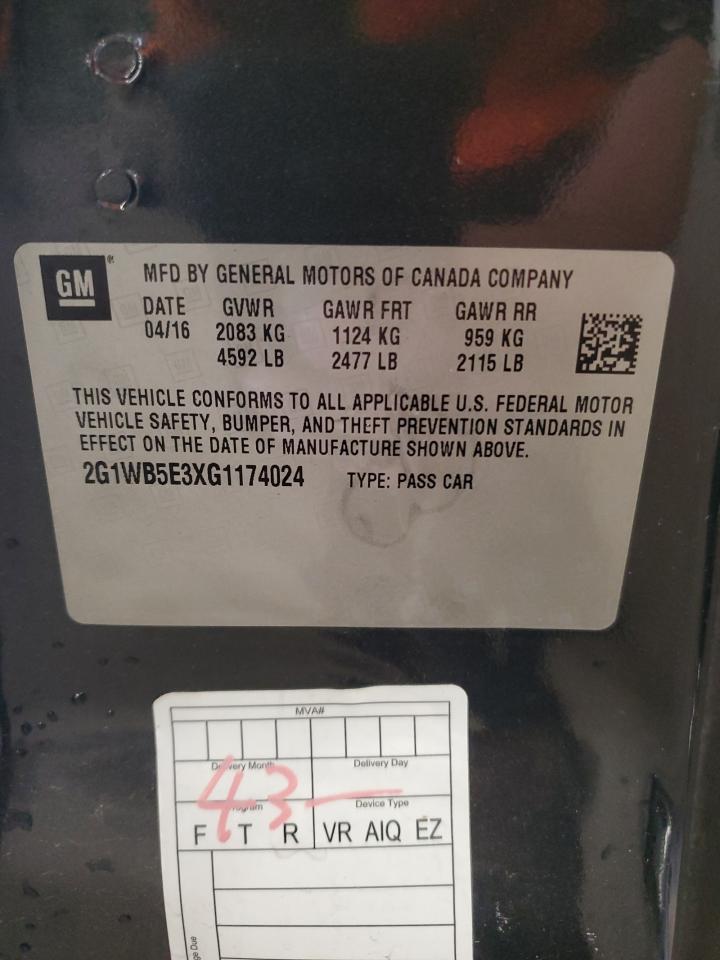 GM®
MFD BY GENERAL MOTORS OF CANADA COMPANY
DATE GVWR GAWR FRT GAWR RR
04/16 2083 KG 1124 KG 959 KG
4592 LB 2477 LB 2115 LB
THIS VEHICLE CONFORMS TO ALL APPLICABLE U.S. FEDERAL MOTOR
VEHICLE SAFETY, BUMPER, AND THEFT PREVENTION STANDARDS IN
EFFECT ON THE DATE OF MANUFACTURE SHOWN ABOVE.
2G1WB5E3XG1174024 TYPE: PASS CAR
MVA#
Delivery Month Delivery Day
43
Device Type
F T R VR AIQ EZ
Due